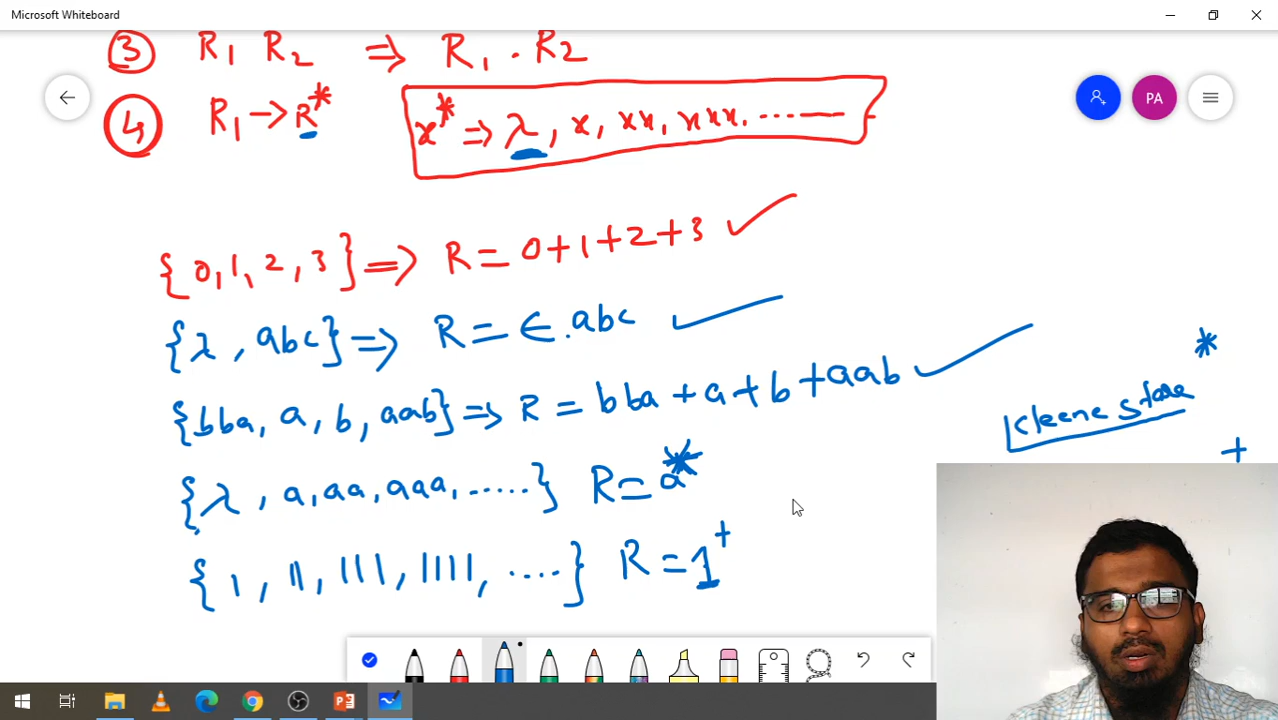 Microsoft Whiteboard
③ R1 R2 ⇒ R1 . R2
④ R1 → R*
x* ⇒ λ, x, xx, xxx, ......
PA
{0, 1, 2, 3} ⇒ R = 0+1+2+3 ✓
{λ, abc} ⇒ R = ∈.abc ✓
{bba, a, b, aab} ⇒ R = bba + a + b + aab ✓
Kleene stare *
+
{λ, a, aa, aaa, .....} R = a*
{1, 11, 111, 1111, ....} R = 1+